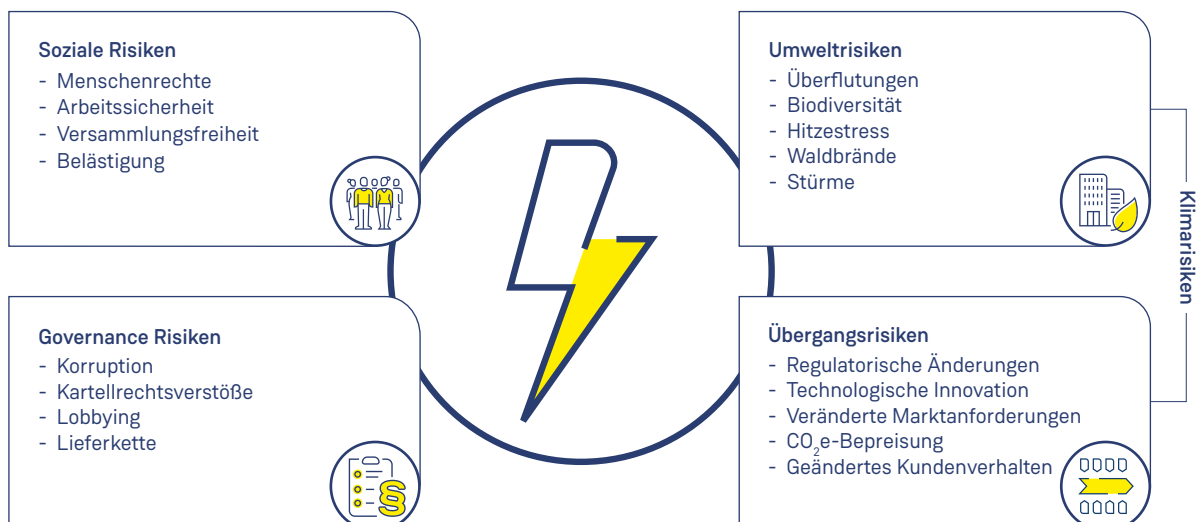 Soziale Risiken
- Menschenrechte
- Arbeitssicherheit
- Versammlungsfreiheit
- Belästigung
Umweltrisiken
- Überflutungen
- Biodiversität
- Hitzestress
- Waldbrände
- Stürme
Klimarisiken
Governance Risiken
- Korruption
- Kartellrechtsverstöße
- Lobbying
- Lieferkette
§
Übergangsrisiken
- Regulatorische Änderungen
- Technologische Innovation
- Veränderte Marktanforderungen
- CO₂e-Bepreisung
- Geändertes Kundenverhalten